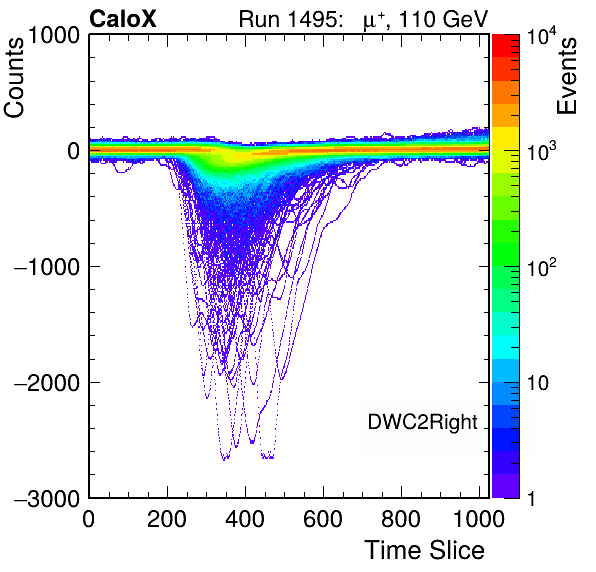 CaloX Run 1495: μ⁺, 110 GeV
Counts
Events
1000
0
−1000
−2000
−3000
0 200 400 600 800 1000
Time Slice
DWC2Right
10⁴
10³
10²
10
1